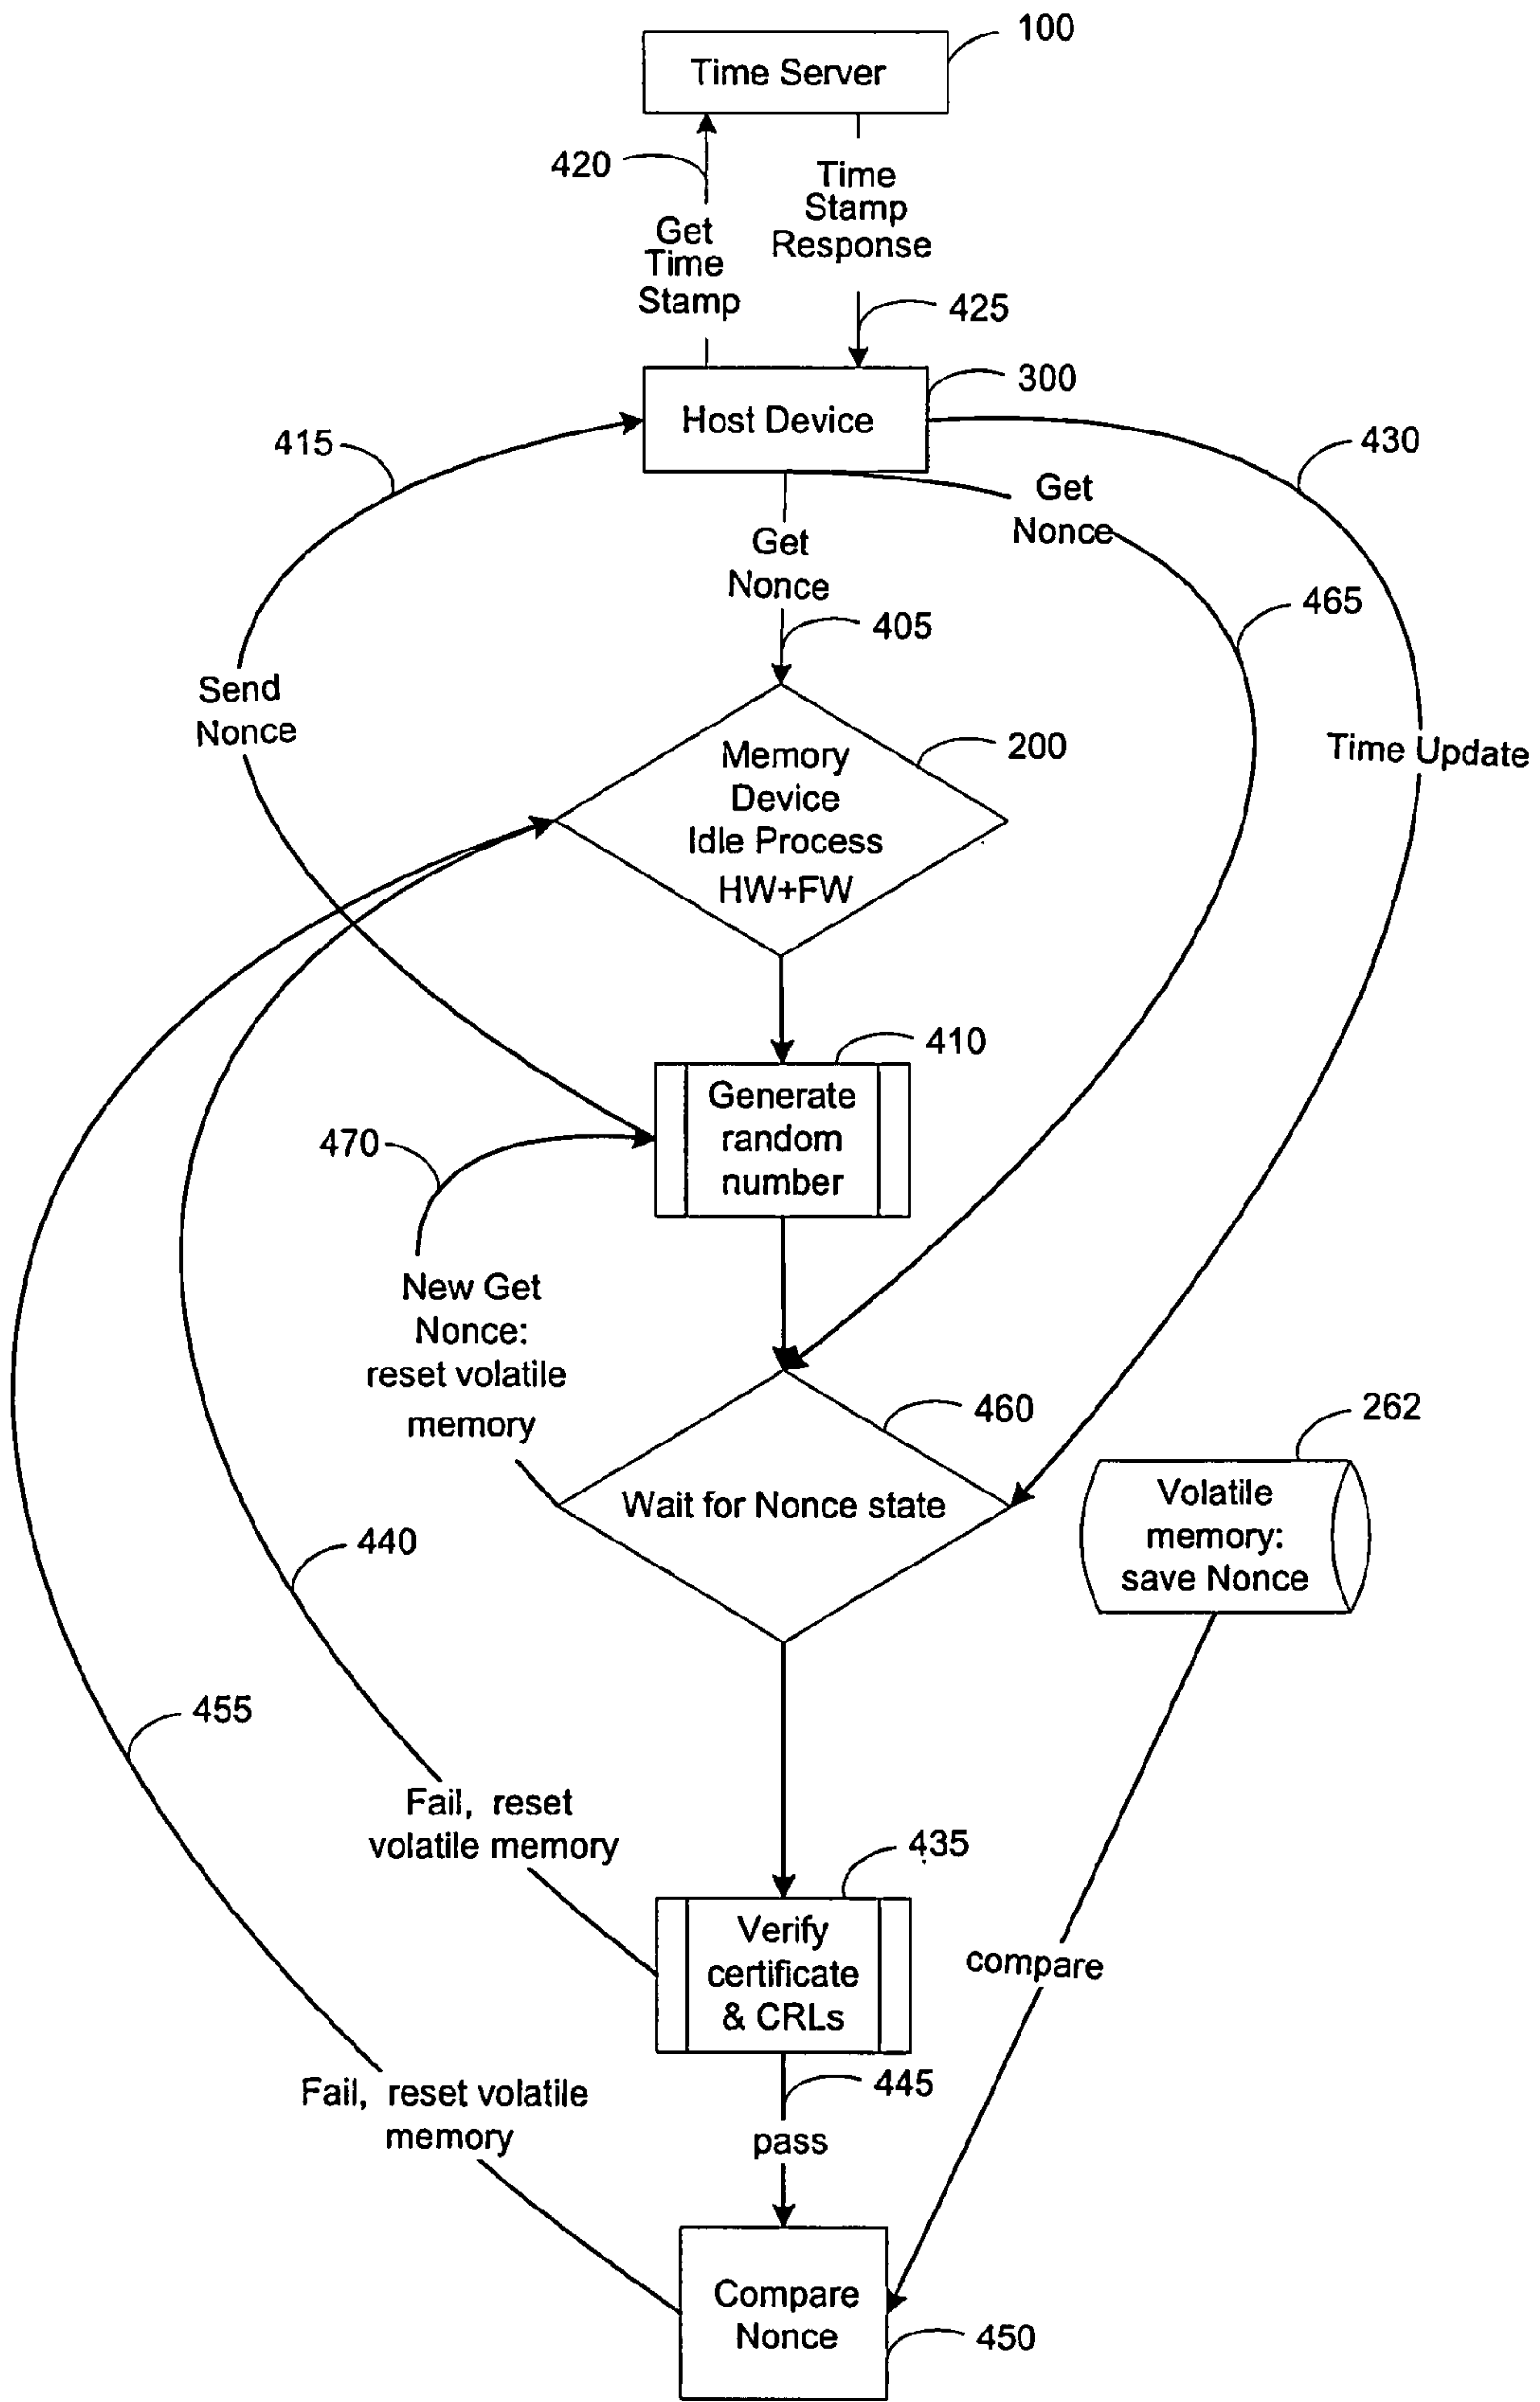 100
Time Server
420
Time
Stamp
Response
Get
Time
Stamp
425
300
Host Device
415
430
Get
Nonce
Get
Nonce
465
405
Send
Nonce
200
Memory
Device
Idle Process
HW+FW
Time Update
410
Generate
random
number
470
New Get
Nonce:
reset volatile
memory
460
Wait for Nonce state
262
Volatile
memory:
save Nonce
440
455
Fail, reset
volatile memory
435
Verify
certificate
& CRLs
compare
445
pass
Fail, reset volatile
memory
Compare
Nonce
450